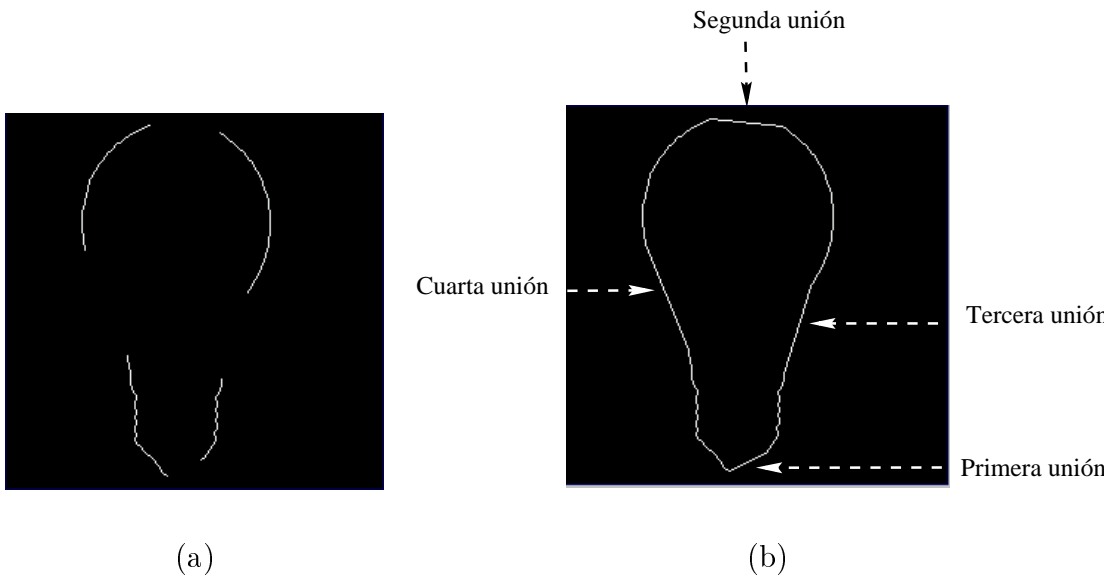 Segunda unión
Cuarta unión
Tercera unión
Primera unión
(a)
(b)